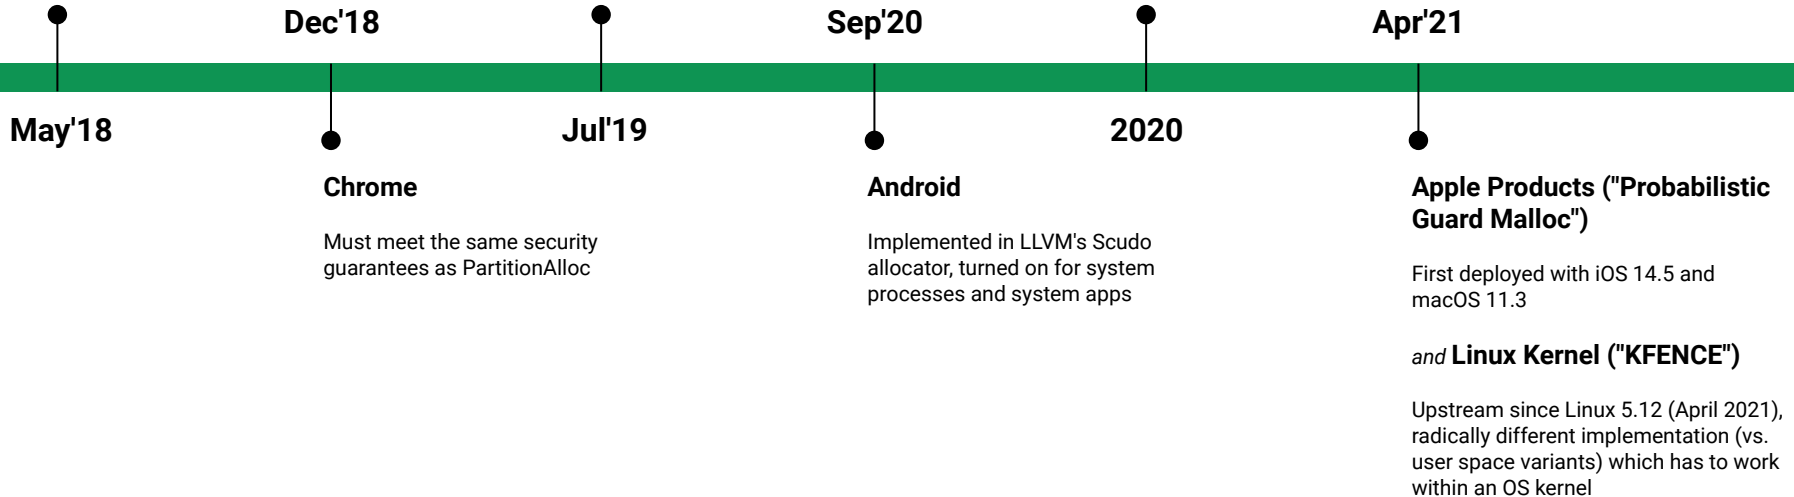 Dec'18
Sep'20
Apr'21
May'18
Jul'19
2020
Chrome
Must meet the same security
guarantees as PartitionAlloc
Android
Implemented in LLVM's Scudo
allocator, turned on for system
processes and system apps
Apple Products ("Probabilistic
Guard Malloc")
First deployed with iOS 14.5 and
macOS 11.3
and Linux Kernel ("KFENCE")
Upstream since Linux 5.12 (April 2021),
radically different implementation (vs.
user space variants) which has to work
within an OS kernel